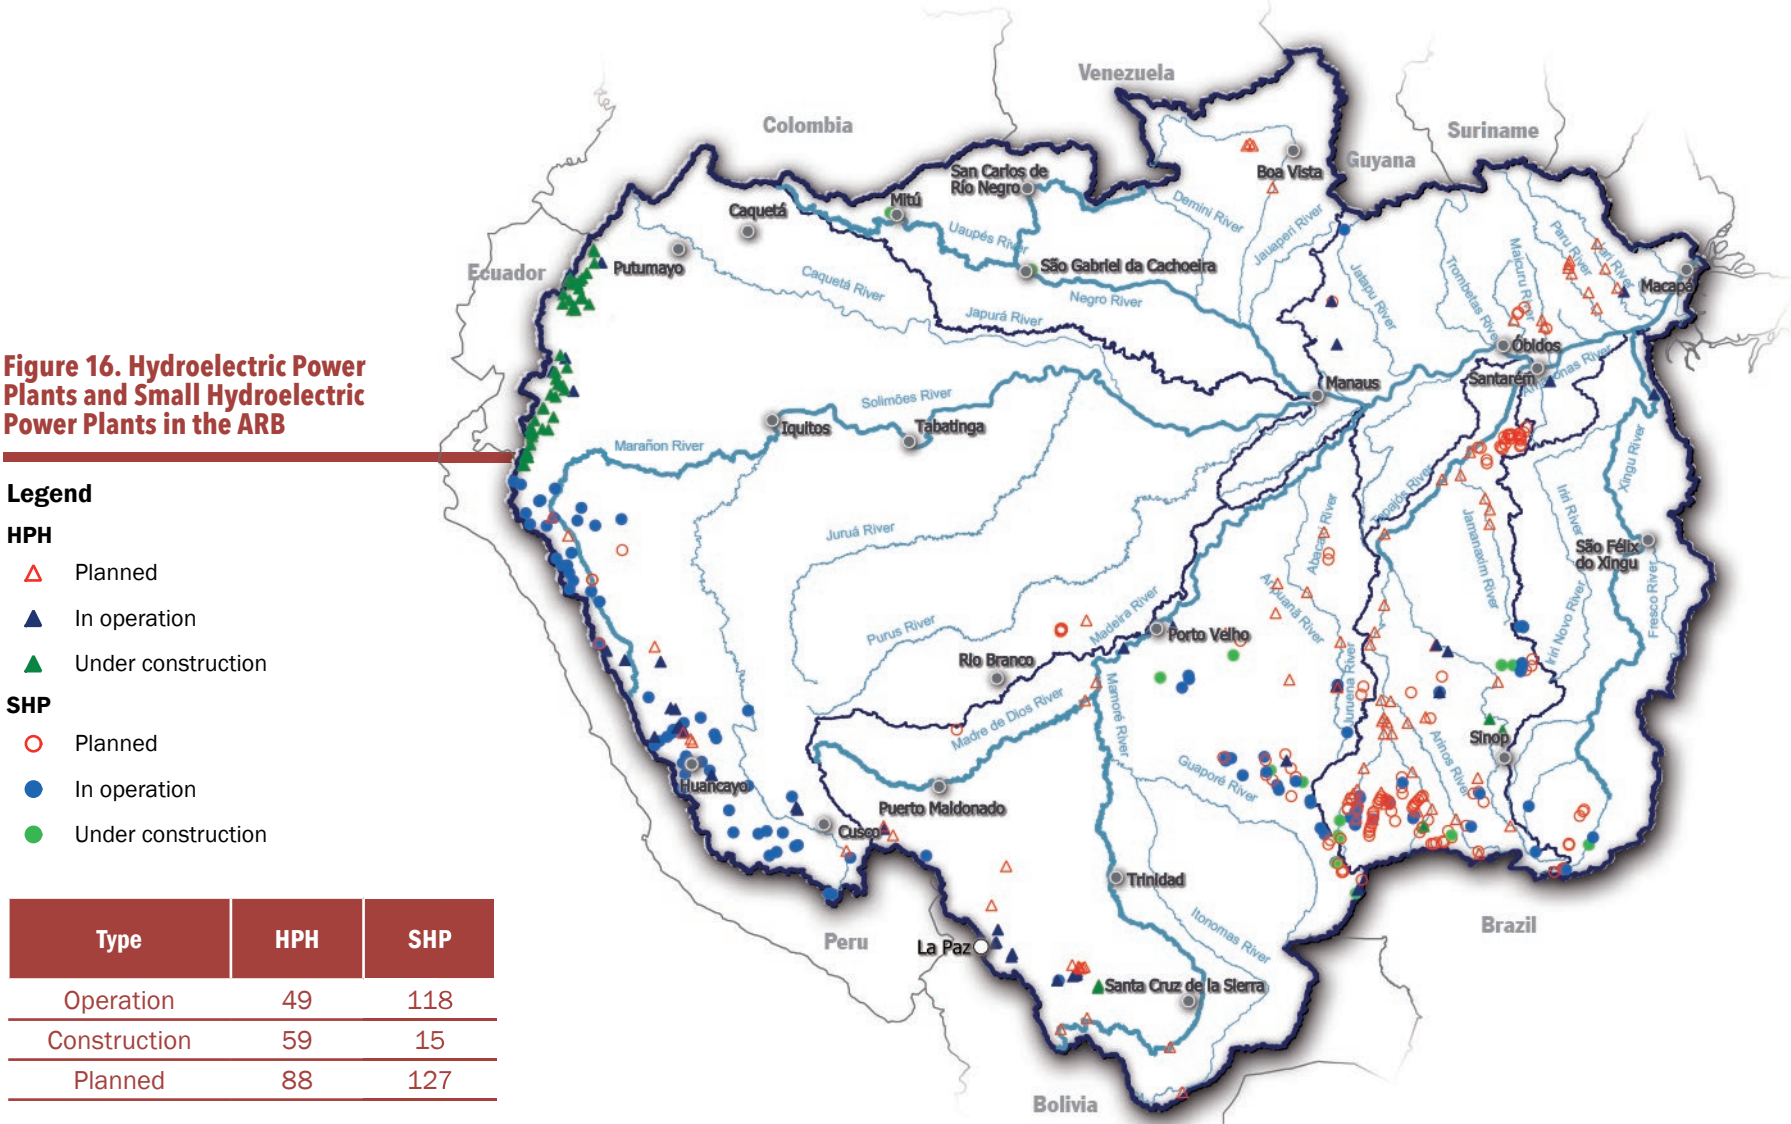 Figure 16. Hydroelectric Power
Plants and Small Hydroelectric
Power Plants in the ARB
Legend
HPH
Planned
In operation
Under construction
SHP
Planned
In operation
Under construction
Type HPH SHP
Operation 49 118
Construction 59 15
Planned 88 127
Venezuela
Colombia
Suriname
Guyana
Ecuador
Peru
Bolivia
Brazil
San Carlos de
Río Negro
Boa Vista
Mitú
Caquetá
Putumayo
São Gabriel da Cachoeira
Macapá
Óbidos
Santarém
Manaus
Iquitos
Tabatinga
São Félix
do Xingu
Porto Velho
Rio Branco
Sinop
Huancayo
Puerto Maldonado
Cusco
Trinidad
La Paz
Santa Cruz de la Sierra
Demini River
Uaupés River
Jauaperi River
Jatapu River
Trombetas River
Maicuru River
Paru River
Jari River
Caquetá River
Negro River
Japurá River
Amazonas River
Solimões River
Marañon River
Xingu River
Tapajós River
Abacaxis River
Iriri River
Jamanaxim River
Juruá River
Aripuanã River
Iriri Novo River
Fresco River
Purus River
Madeira River
Mamoré River
Juruena River
Madre de Dios River
Arinos River
Guaporé River
Itonomas River